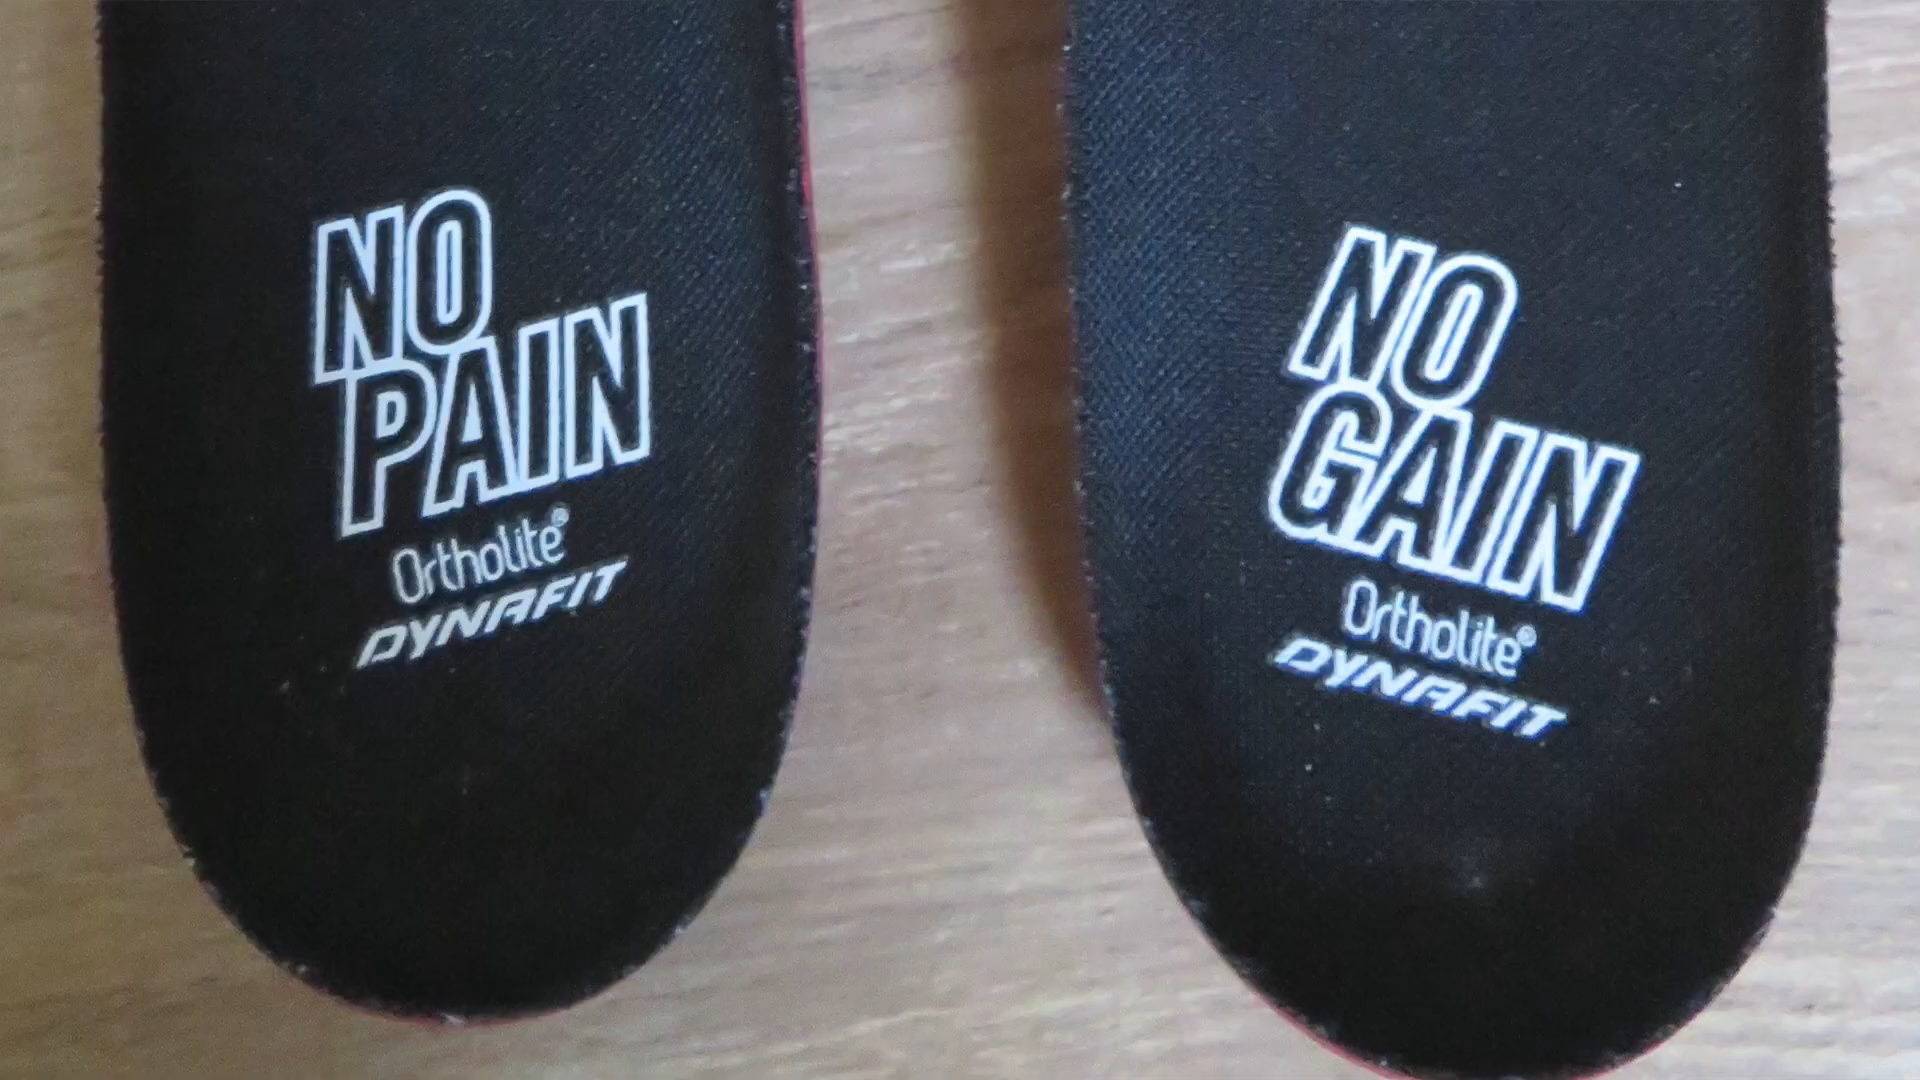 NO
PAIN
Ortholite®
DYNAFIT
NO
GAIN
Ortholite®
DYNAFIT